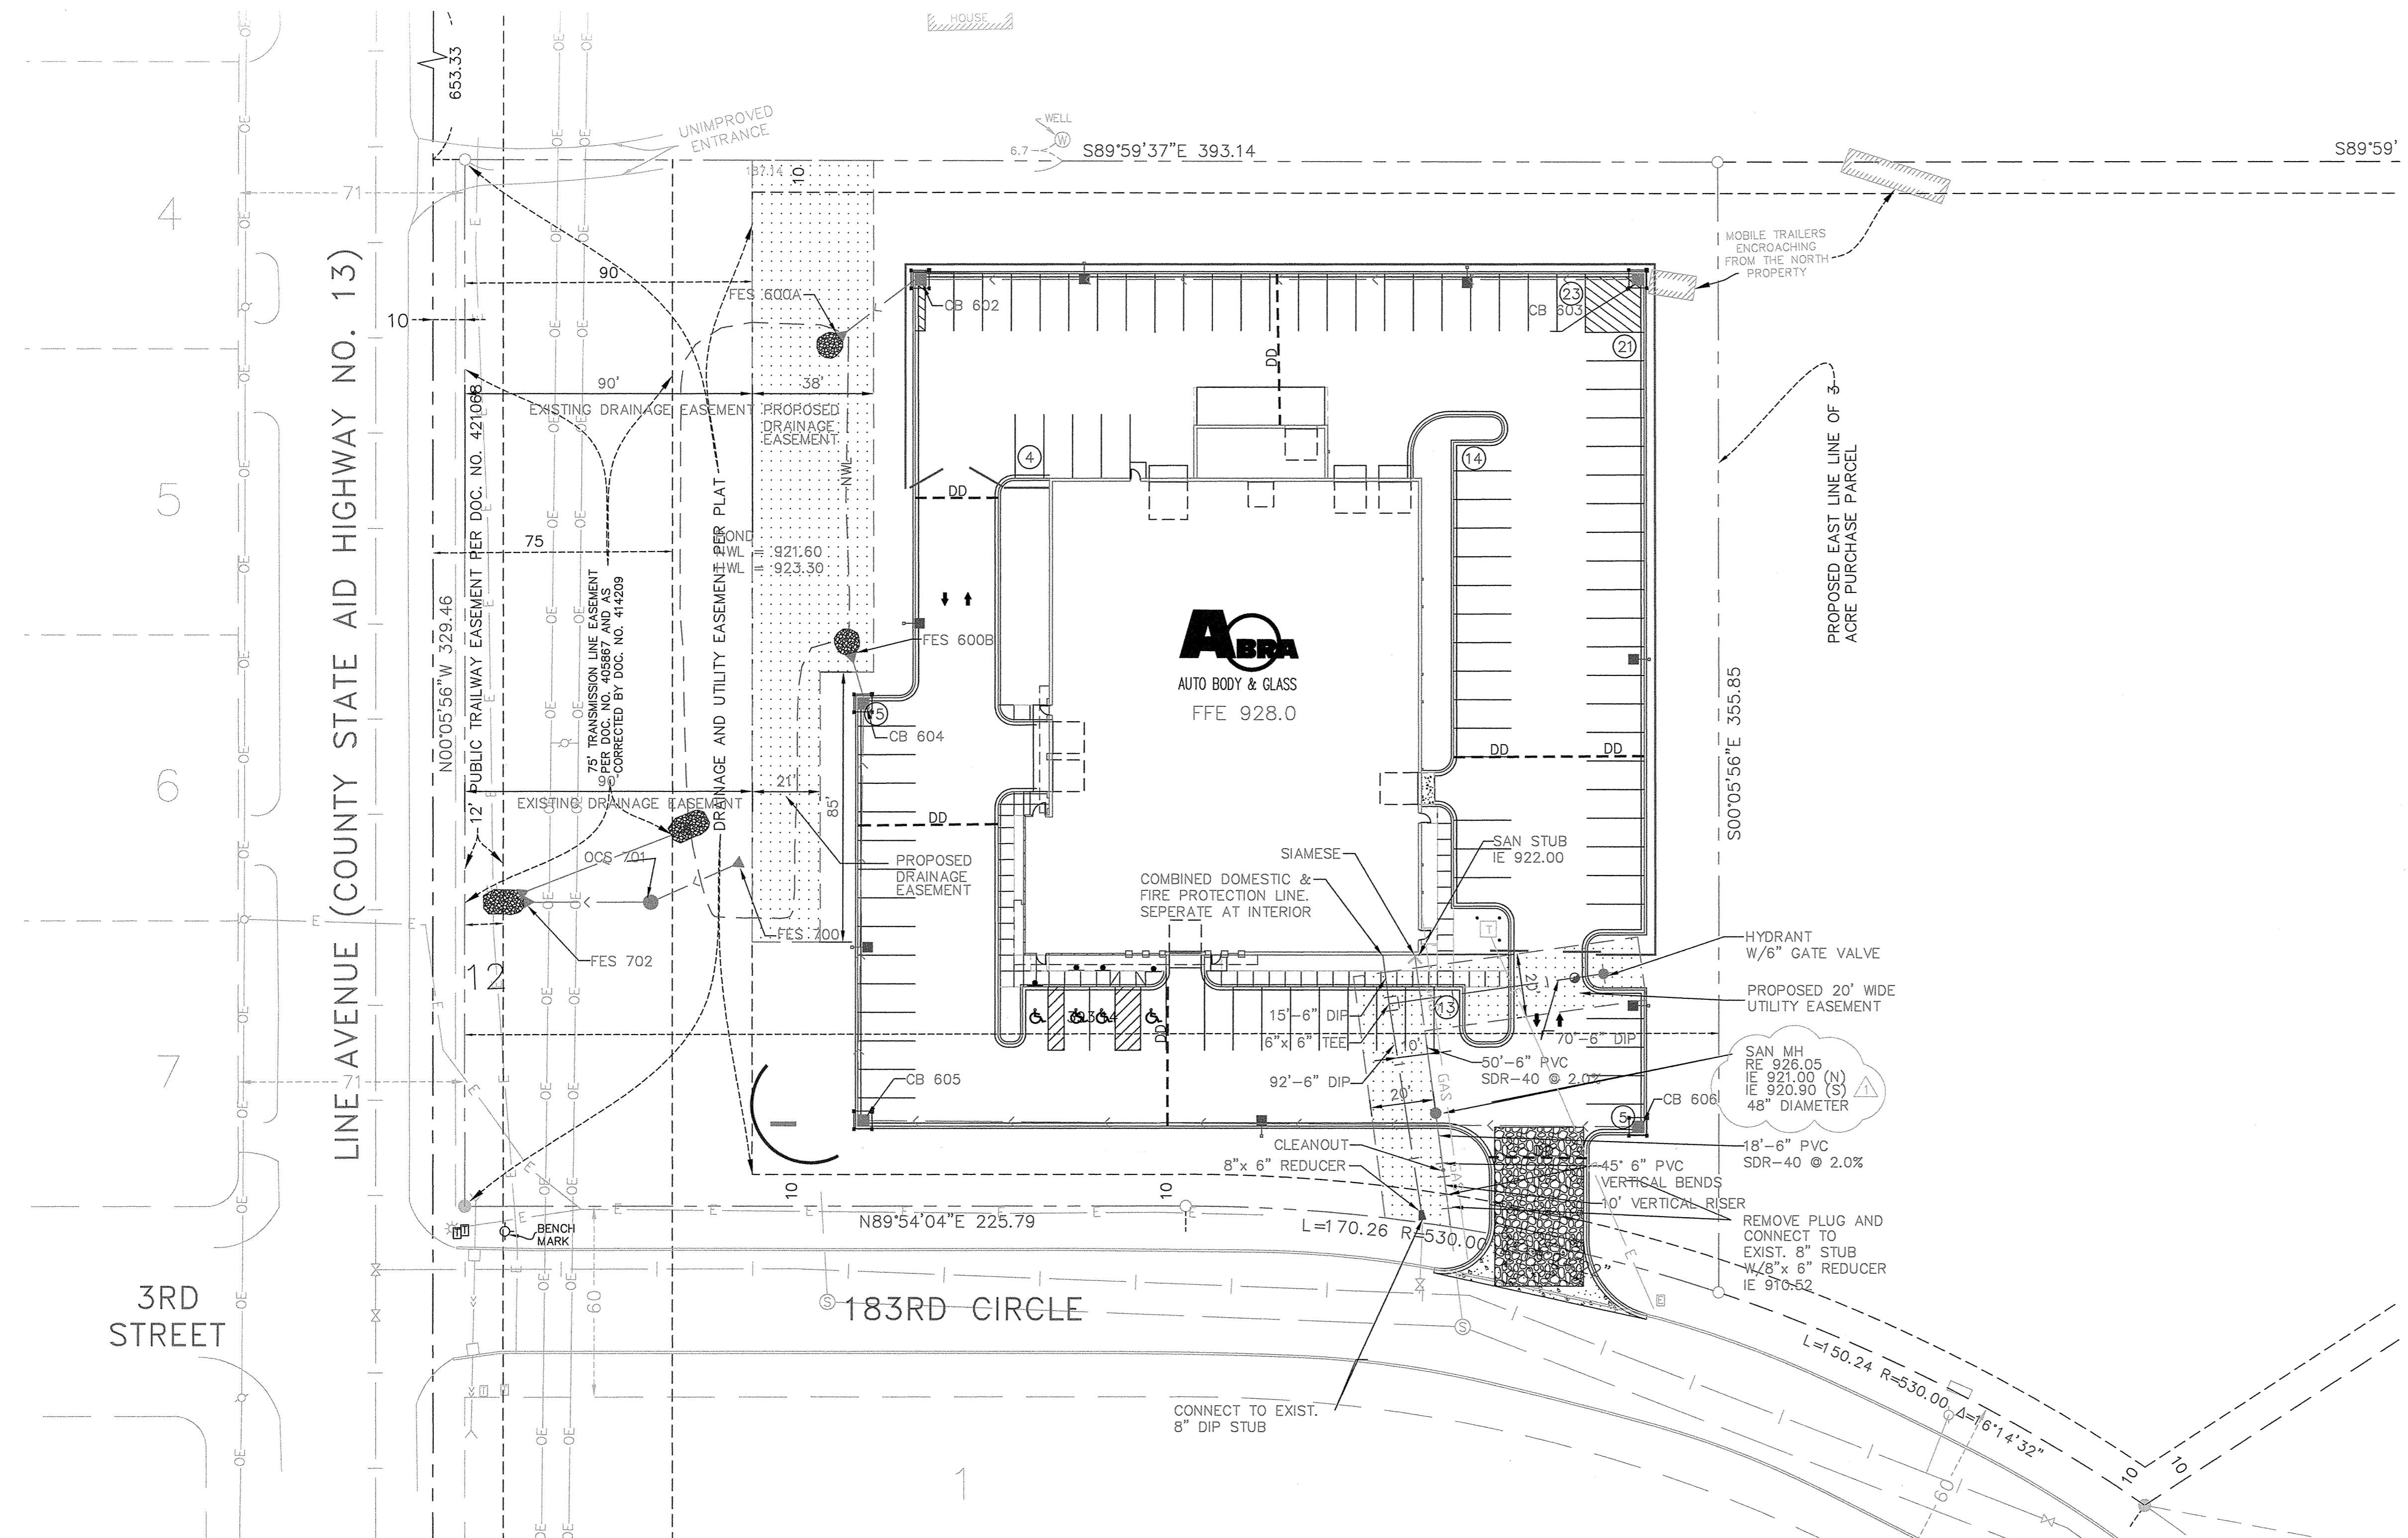 HOUSE
653.33
UNIMPROVED
ENTRANCE
WELL
W
6.7
S89°59'37"E 393.14
S89°59'
4
71
187.14
10
MOBILE TRAILERS
ENCROACHING
FROM THE NORTH
PROPERTY
90
FES 600A
CB 602
23
CB 603
10
21
DD
90'
38'
EXISTING DRAINAGE EASEMENT
PROPOSED
DRAINAGE
EASEMENT
4
14
NWL
DD
5
LINE AVENUE (COUNTY STATE AID HIGHWAY NO. 13)
N00°05'56"W 329.46
12' PUBLIC TRAILWAY EASEMENT PER DOC. NO. 421068
75
75' TRANSMISSION LINE EASEMENT
PER DOC. NO. 405867 AND AS
CORRECTED BY DOC. NO. 414209
DRAINAGE AND UTILITY EASEMENT PER PLAT
POND
NWL = 921.60
HWL = 923.30
PROPOSED EAST LINE LINE OF 3
ACRE PURCHASE PARCEL
S00°05'56"E 355.85
ABRA
AUTO BODY & GLASS
FFE 928.0
FES 600B
CB 604
DD
DD
6
90'
21'
EXISTING DRAINAGE EASEMENT
85'
DD
SAN STUB
IE 922.00
SIAMESE
COMBINED DOMESTIC &
FIRE PROTECTION LINE.
SEPERATE AT INTERIOR
OCS 701
PROPOSED
DRAINAGE
EASEMENT
FES 700
FES 702
12
T
HYDRANT
W/6" GATE VALVE
PROPOSED 20' WIDE
UTILITY EASEMENT
20'
13
15'-6" DIP
6"x 6" TEE
10'
70'-6" DIP
DD
50'-6" PVC
SDR-40 @ 2.0%
92'-6" DIP
20'
GAS
SAN MH
RE 926.05
IE 921.00 (N)
IE 920.90 (S)
48" DIAMETER
1
7
71
CB 605
5
CB 606
CLEANOUT
8"x 6" REDUCER
GAS
18'-6" PVC
SDR-40 @ 2.0%
45° 6" PVC
VERTICAL BENDS
10' VERTICAL RISER
REMOVE PLUG AND
CONNECT TO
EXIST. 8" STUB
W/8"x 6" REDUCER
IE 910.52
10
10
N89°54'04"E 225.79
L=170.26 R=530.00
BENCH
MARK
3RD
STREET
60
S
183RD CIRCLE
S
E
L=150.24 R=530.00 Δ=16°14'32"
CONNECT TO EXIST.
8" DIP STUB
1
60
10
10
OE
E